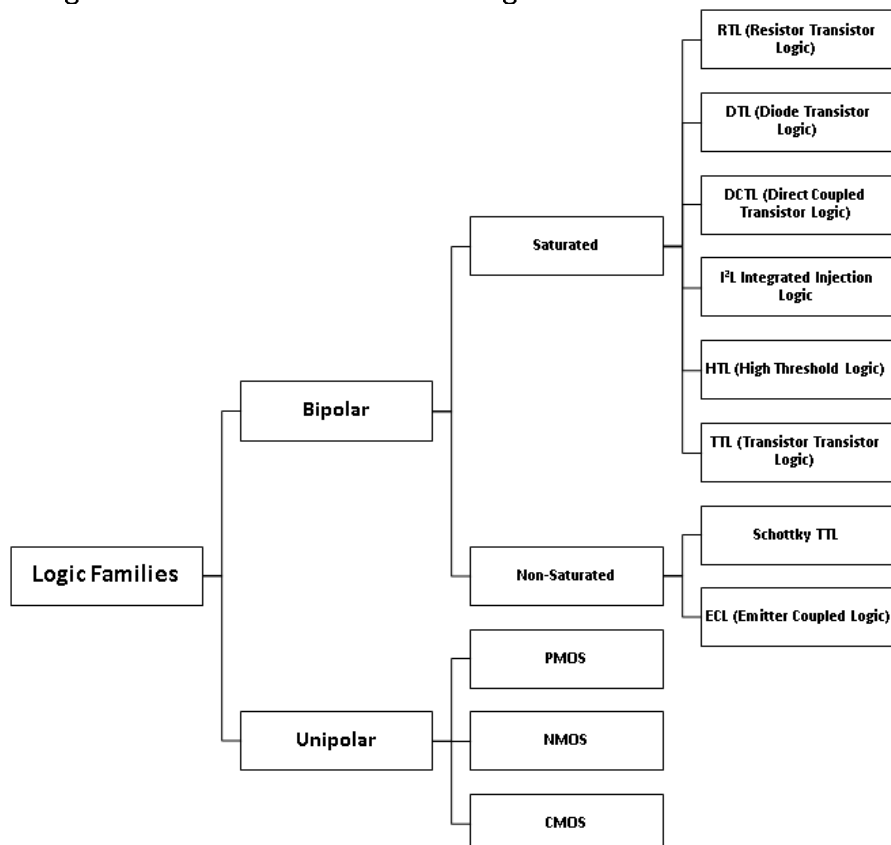 RTL (Resistor Transistor
Logic)
DTL (Diode Transistor
Logic)
DCTL (Direct Coupled
Transistor Logic)
Saturated
I²L Integrated Injection
Logic
HTL (High Threshold Logic)
Bipolar
TTL (Transistor Transistor
Logic)
Schottky TTL
Logic Families
Non-Saturated
ECL (Emitter Coupled Logic)
PMOS
Unipolar
NMOS
CMOS